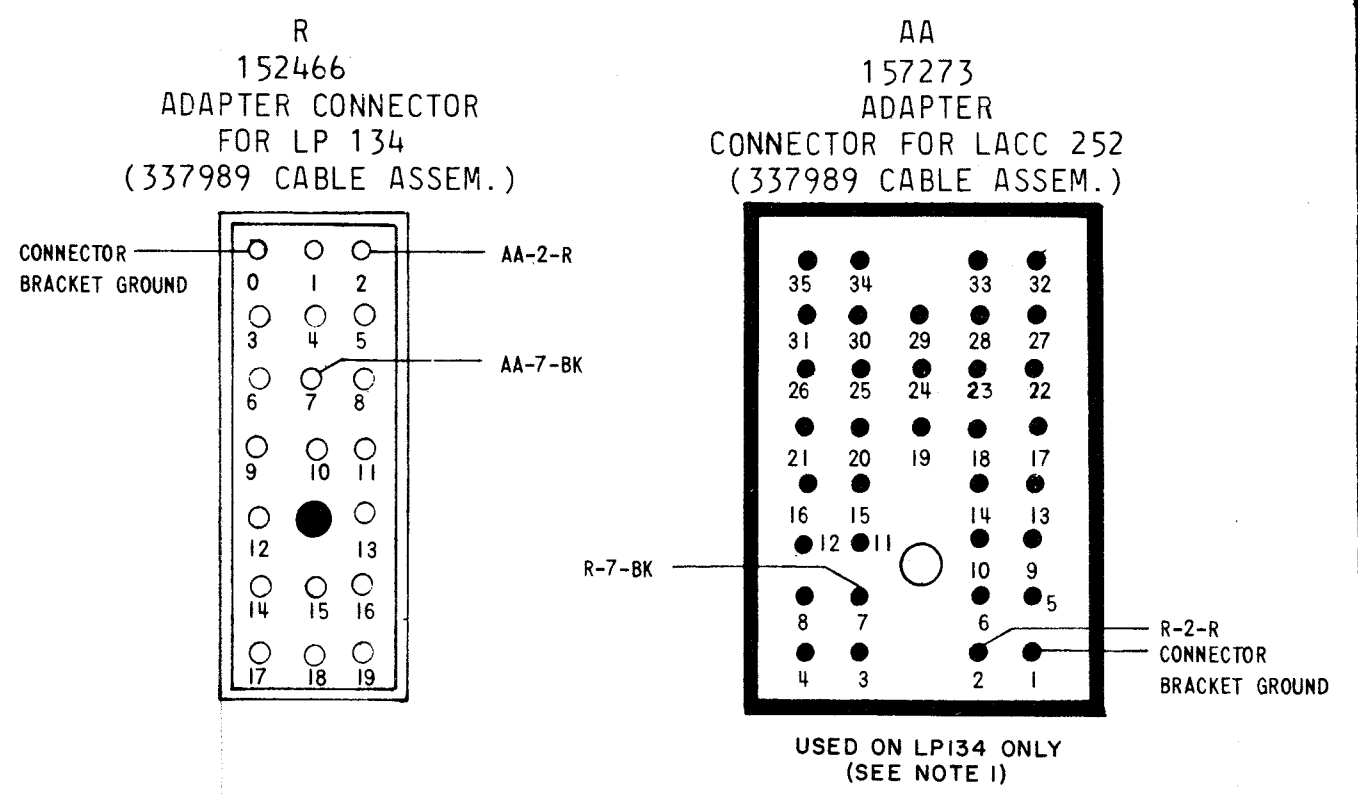 R
152466
ADAPTER CONNECTOR
FOR LP 134
(337989 CABLE ASSEM.)
CONNECTOR
BRACKET GROUND
AA-2-R
0 1 2
3 4 5
AA-7-BK
6 7 8
9 10 11
12 13
14 15 16
17 18 19
AA
157273
ADAPTER
CONNECTOR FOR LACC 252
(337989 CABLE ASSEM.)
35 34 33 32
31 30 29 28 27
26 25 24 23 22
21 20 19 18 17
16 15 14 13
12 11 10 9
R-7-BK
8 7 6 5
R-2-R
CONNECTOR
BRACKET GROUND
4 3 2 1
USED ON LP134 ONLY
(SEE NOTE 1)